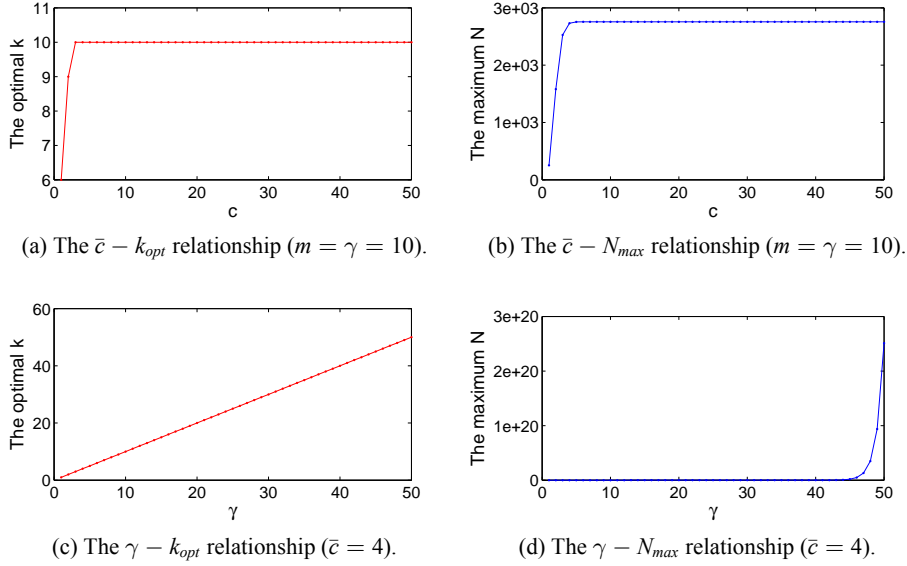 11
10
9
8
7
6
The optimal k
0
10
20
30
40
50
c
(a) The c̄ − k_opt relationship (m = γ = 10).
3e+03
2e+03
1e+03
0
The maximum N
0
10
20
30
40
50
c
(b) The c̄ − N_max relationship (m = γ = 10).
60
40
20
0
The optimal k
0
10
20
30
40
50
γ
(c) The γ − k_opt relationship (c̄ = 4).
3e+20
2e+20
1e+20
0
The maximum N
0
10
20
30
40
50
γ
(d) The γ − N_max relationship (c̄ = 4).